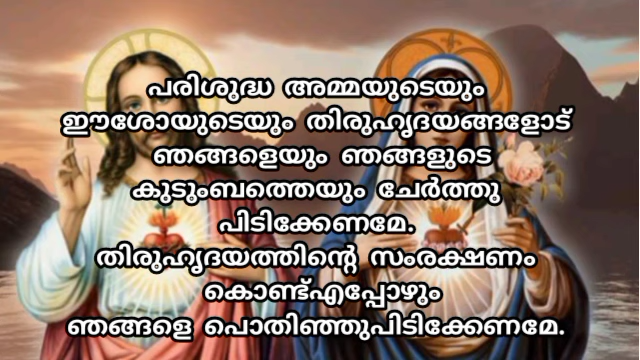 പരിശുദ്ധ അമ്മയുടെയും
ഈശോയുടെയും തിരുഹൃദയങ്ങളോട്
ഞങ്ങളെയും ഞങ്ങളുടെ
കുടുംബത്തെയും ചേർത്തു
പിടിക്കേണമേ.
തിരുഹൃദയത്തിന്റെ സംരക്ഷണം
കൊണ്ട്എപ്പോഴും
ഞങ്ങളെ പൊതിഞ്ഞുപിടിക്കേണമേ.